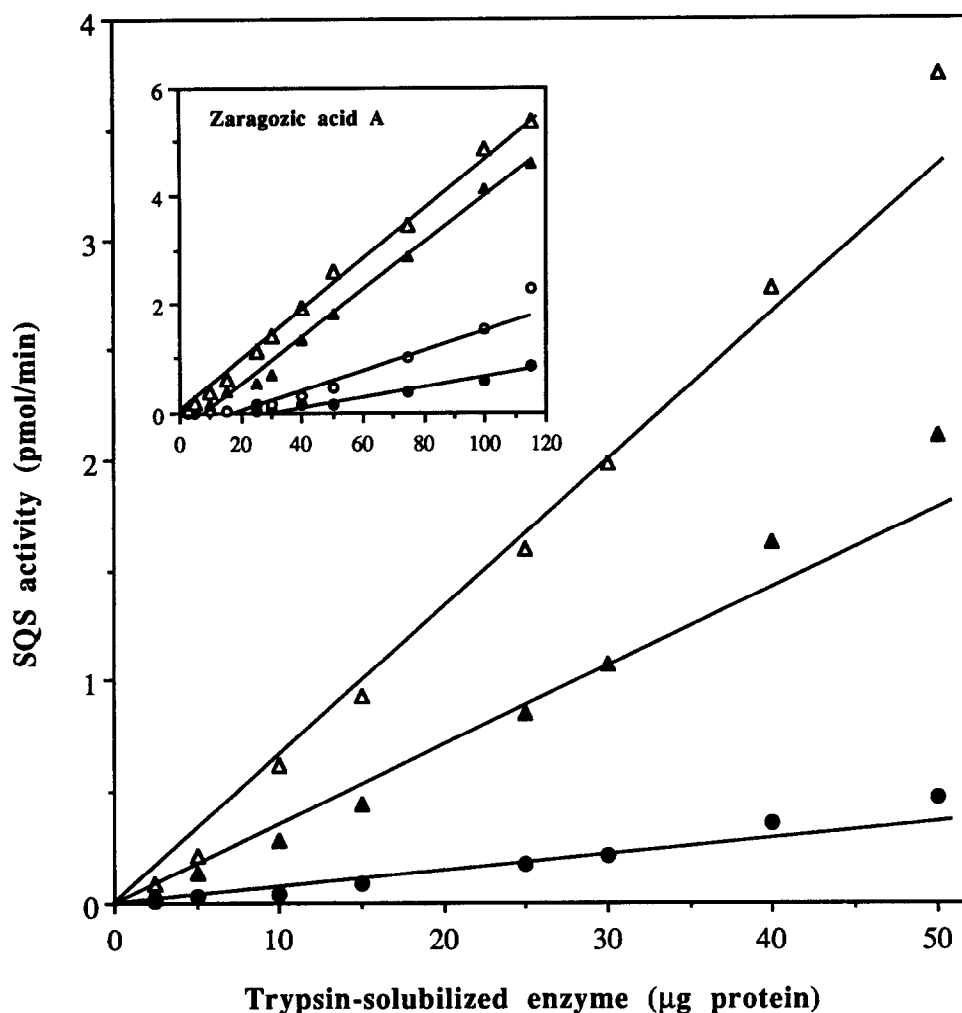 4
3
2
1
0
SQS activity (pmol/min)
6
4
2
0
Zaragozic acid A
0 20 40 60 80 100 120
0 10 20 30 40 50
Trypsin-solubilized enzyme (μg protein)